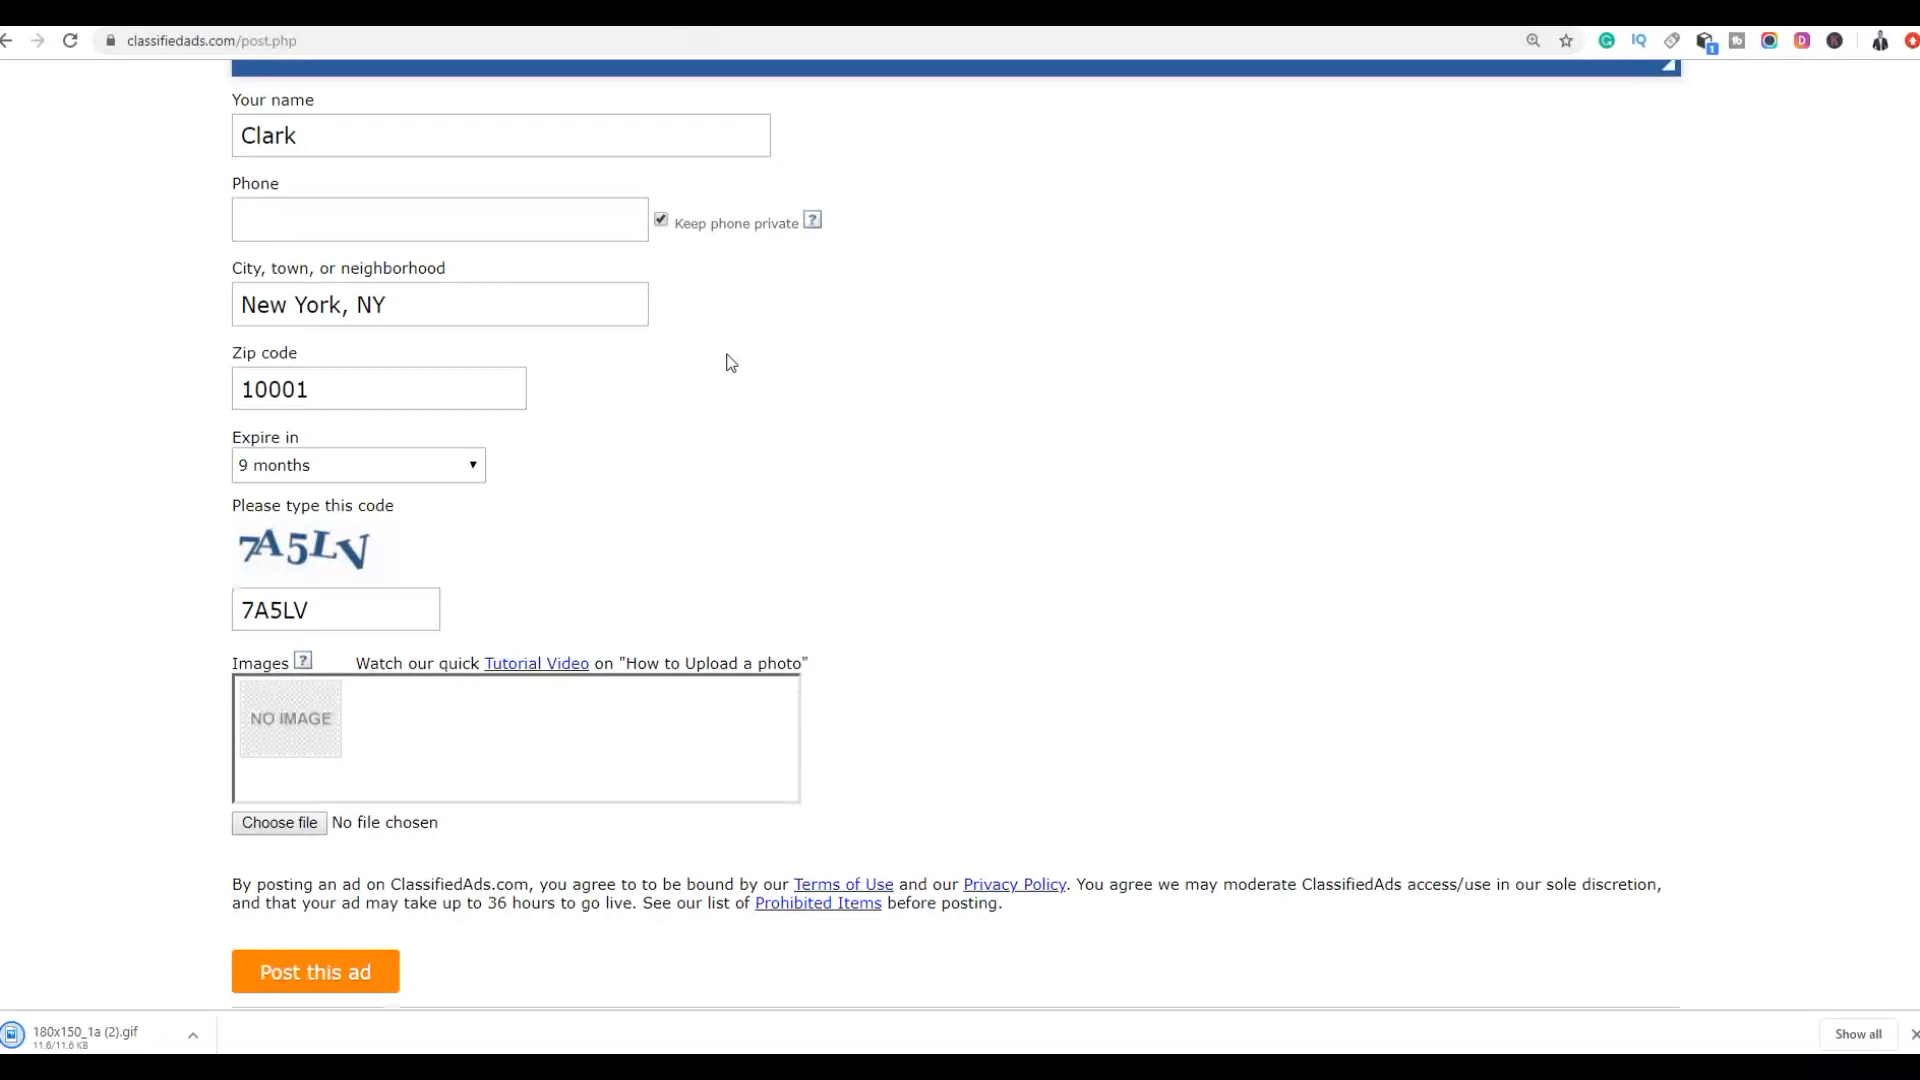 classifiedads.com/post.php
Your name
Clark
Phone
Keep phone private ?
City, town, or neighborhood
New York, NY
Zip code
10001
Expire in
9 months
Please type this code
7A5LV
7A5LV
Images ? Watch our quick Tutorial Video on "How to Upload a photo"
NO IMAGE
Choose file No file chosen
By posting an ad on ClassifiedAds.com, you agree to to be bound by our Terms of Use and our Privacy Policy. You agree we may moderate ClassifiedAds access/use in our sole discretion,
and that your ad may take up to 36 hours to go live. See our list of Prohibited Items before posting.
Post this ad
180x150_1a (2).gif
11.6/11.6 KB
Show all